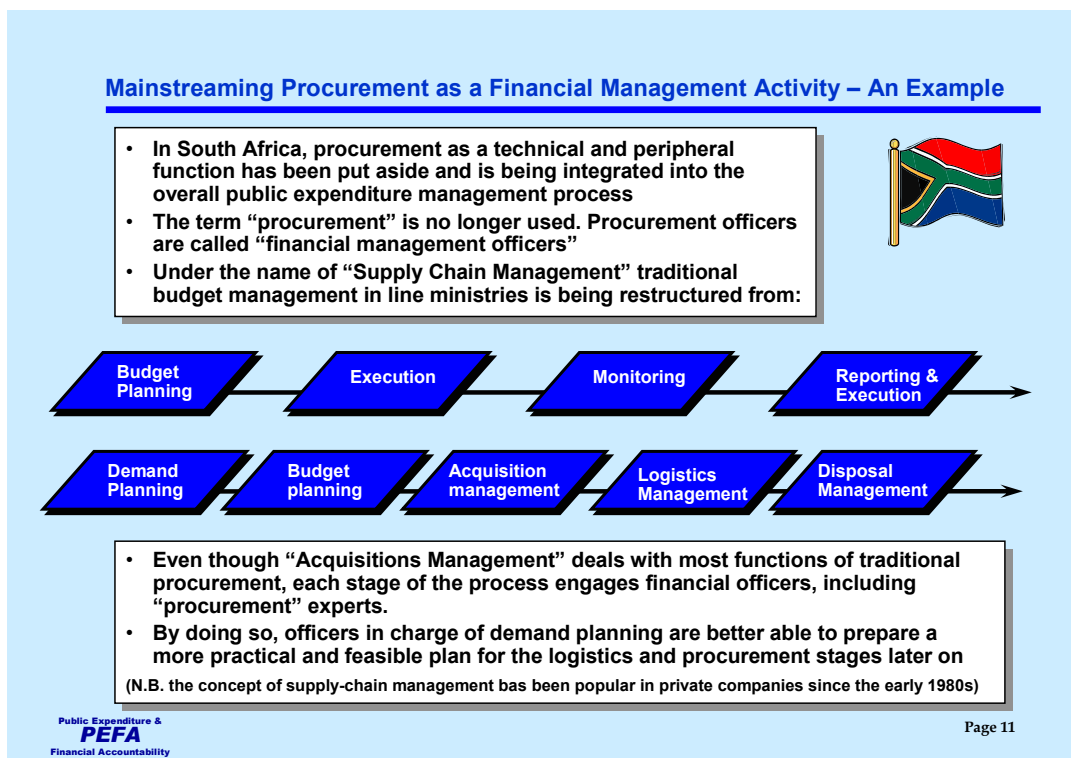 Mainstreaming Procurement as a Financial Management Activity – An Example
• In South Africa, procurement as a technical and peripheral
function has been put aside and is being integrated into the
overall public expenditure management process
• The term “procurement” is no longer used. Procurement officers
are called “financial management officers”
• Under the name of “Supply Chain Management” traditional
budget management in line ministries is being restructured from:
Budget
Planning
Execution
Monitoring
Reporting &
Execution
Demand
Planning
Budget
planning
Acquisition
management
Logistics
Management
Disposal
Management
• Even though “Acquisitions Management” deals with most functions of traditional
procurement, each stage of the process engages financial officers, including
“procurement” experts.
• By doing so, officers in charge of demand planning are better able to prepare a
more practical and feasible plan for the logistics and procurement stages later on
(N.B. the concept of supply-chain management bas been popular in private companies since the early 1980s)
Public Expenditure &
PEFA
Financial Accountability
Page 11